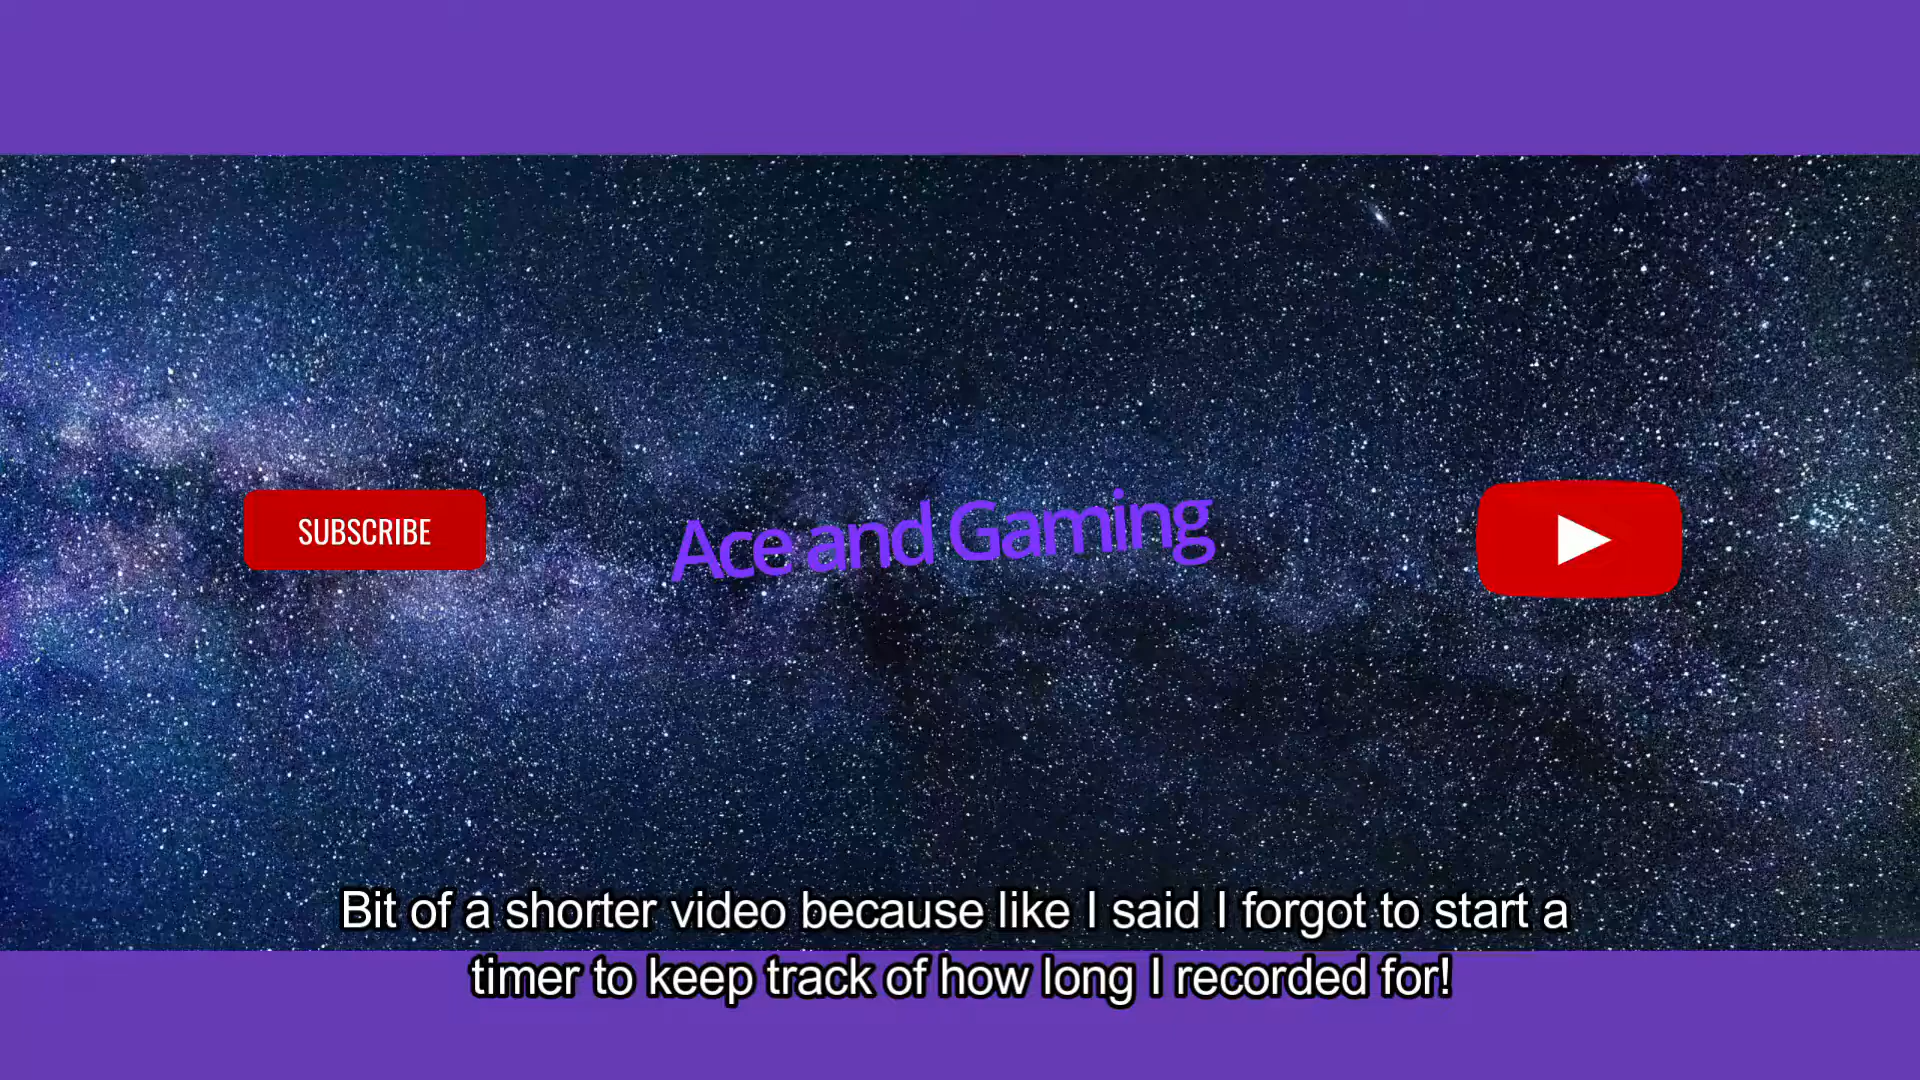 SUBSCRIBE
Ace and Gaming
Bit of a shorter video because like I said I forgot to start a
timer to keep track of how long I recorded for!